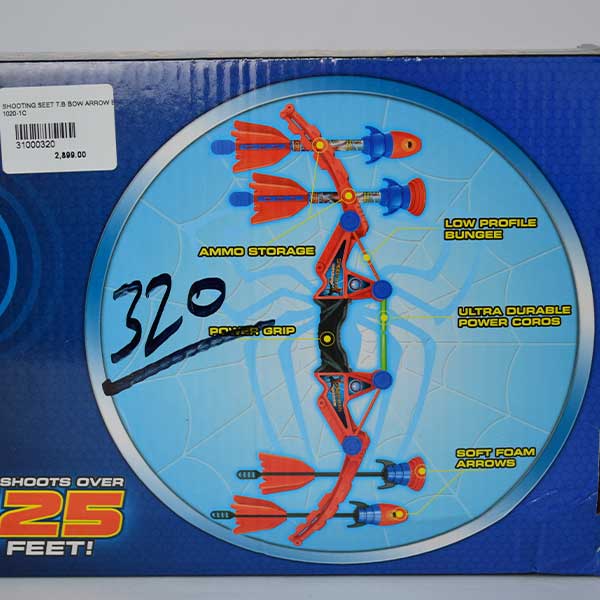 SHOOTING SEET T.B BOW ARROW
1020-1C
31000320
2,899.00
LOW PROFILE
BUNGEE
AMMO STORAGE
320
ULTRA DURABLE
POWER CORDS
POWER GRIP
SOFT FOAM
ARROWS
SHOOTS OVER
25
FEET!